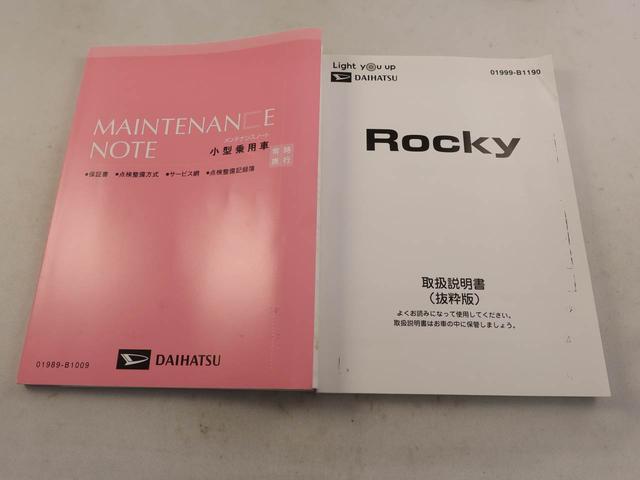 MAINTENANCE
NOTE
メンテナンスノート
小型乗用車
●保証書 ●点検整備方式 ●サービス網 ●点検整備記録簿
01989-B1009
DAIHATSU
Light you up
DAIHATSU
01999-B1190
Rocky
取扱説明書
(抜粋版)
よくお読みになって使用してください。
取扱説明書はお車の中に保管しましょう。